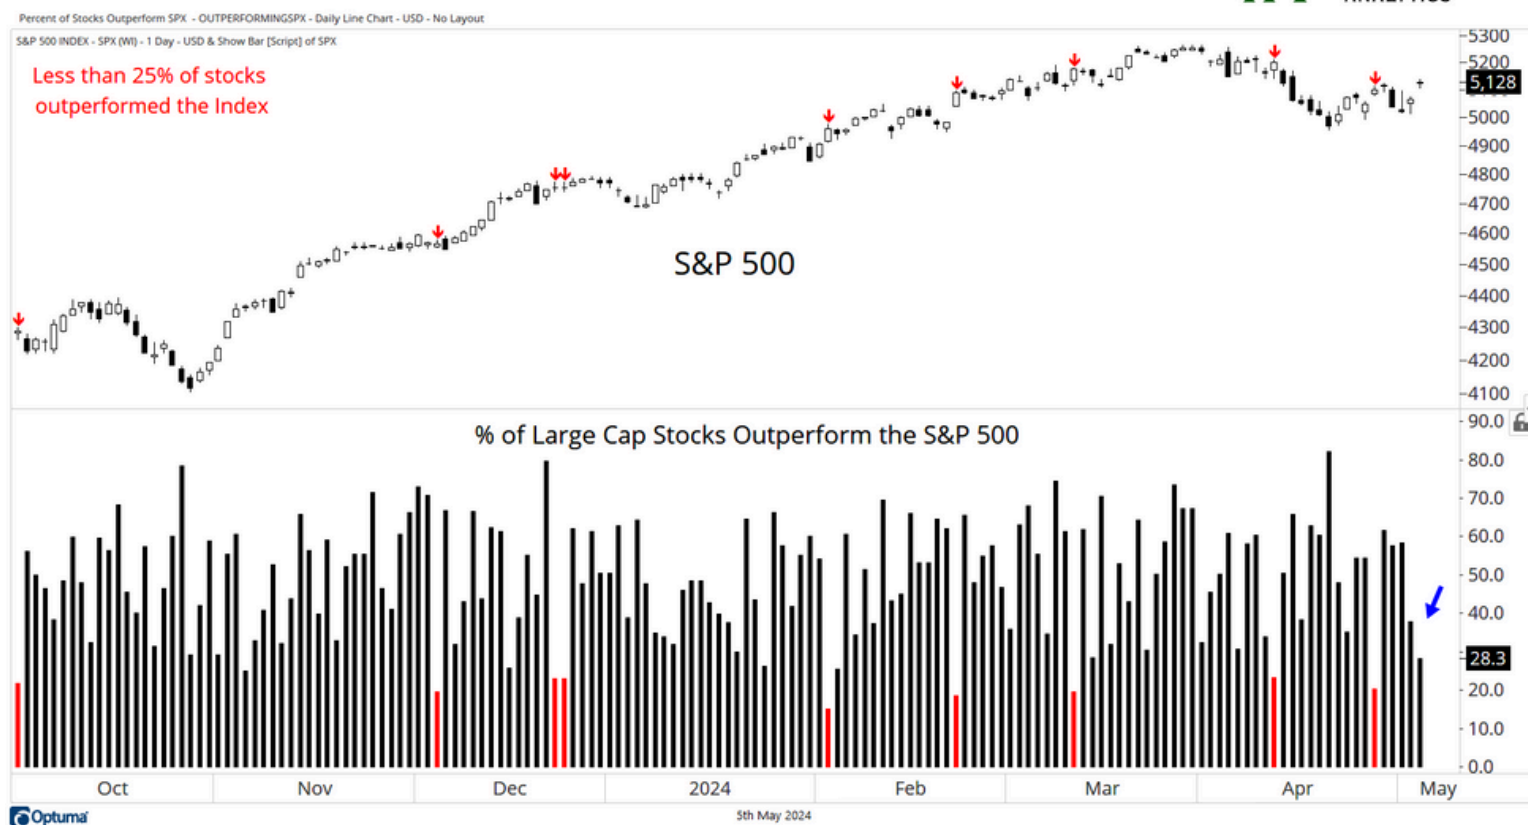 Percent of Stocks Outperform SPX - OUTPERFORMINGSPX - Daily Line Chart - USD - No Layout
S&P 500 INDEX - SPX (WI) - 1 Day - USD & Show Bar [Script] of SPX
Less than 25% of stocks
outperformed the Index
5300
5200
5,128
5000
4900
4800
4700
4600
S&P 500
4500
4400
4300
4200
4100
% of Large Cap Stocks Outperform the S&P 500
90.0
80.0
70.0
60.0
50.0
40.0
28.3
20.0
10.0
0.0
Oct Nov Dec 2024 Feb Mar Apr May
Optuma
5th May 2024